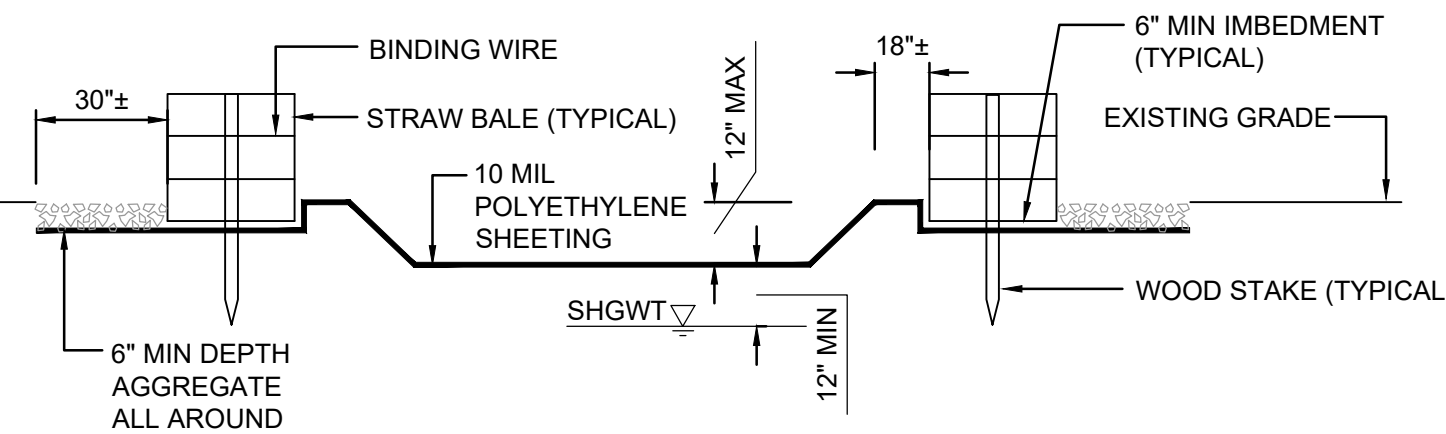 BINDING WIRE
30"±
STRAW BALE (TYPICAL)
10 MIL
POLYETHYLENE
SHEETING
12" MAX
18"±
6" MIN IMBEDMENT
(TYPICAL)
EXISTING GRADE
WOOD STAKE (TYPICAL
SHGWT
12" MIN
6" MIN DEPTH
AGGREGATE
ALL AROUND